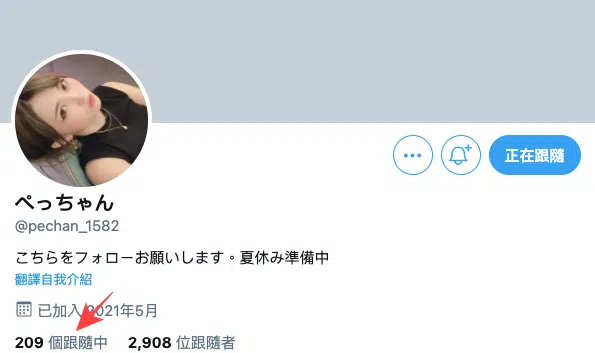 正在跟隨
ぺっちゃん
@pechan_1582
こちらをフォローお願いします。夏休み準備中
翻譯自我介紹
已加入 2021年5月
209 個跟隨中 2,908 位跟隨者